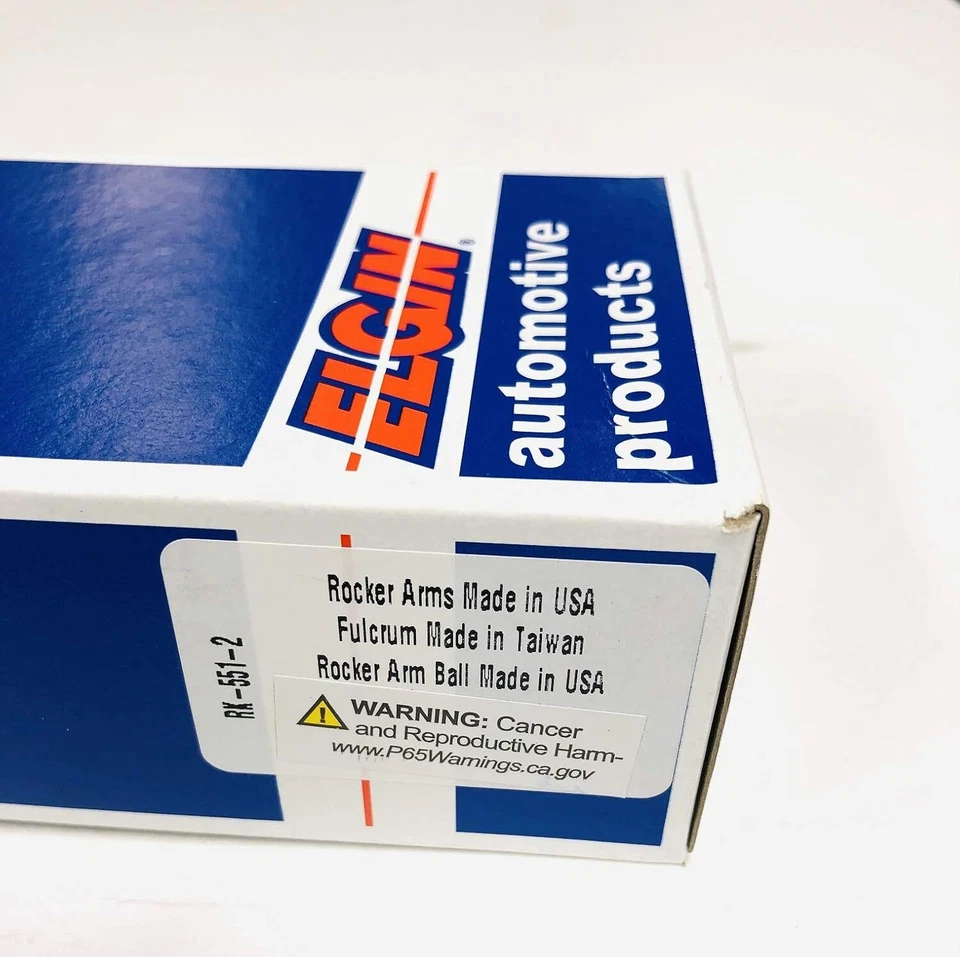 ELGIN®
automotive
products
Rocker Arms Made in USA
Fulcrum Made in Taiwan
Rocker Arm Ball Made in USA
RK-551-2
WARNING: Cancer
and Reproductive Harm-
www.P65Warnings.ca.gov